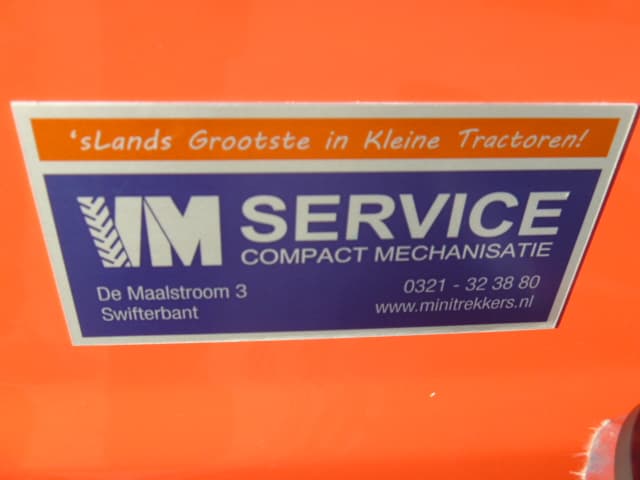 'sLands Grootste in Kleine Tractoren!
VM SERVICE
COMPACT MECHANISATIE
De Maalstroom 3
Swifterbant
0321 - 32 38 80
www.minitrekkers.nl